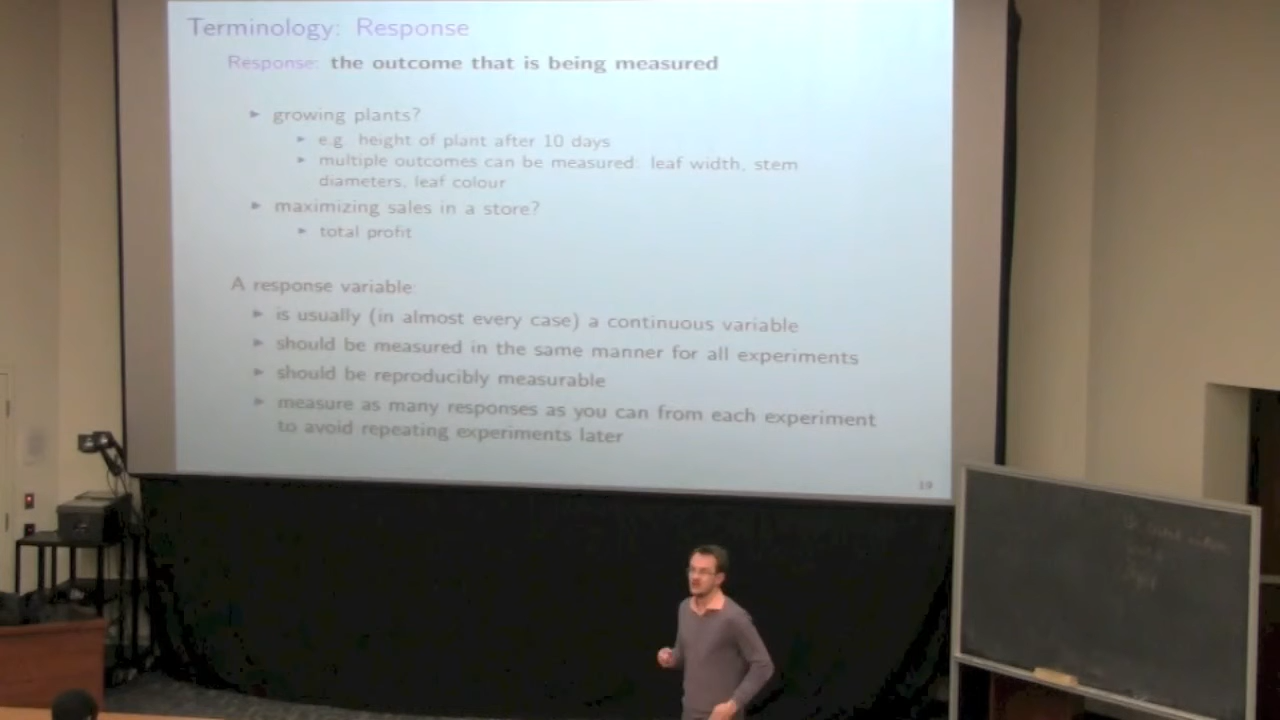 Terminology: Response
Response: the outcome that is being measured
growing plants?
e.g. height of plant after 10 days
multiple outcomes can be measured: leaf width, stem
diameters, leaf colour
maximizing sales in a store?
total profit
A response variable
is usually (in almost every case) a continuous variable
should be measured in the same manner for all experiments
should be reproducibly measurable
measure as many responses as you can from each experiment
to avoid repeating experiments later
19